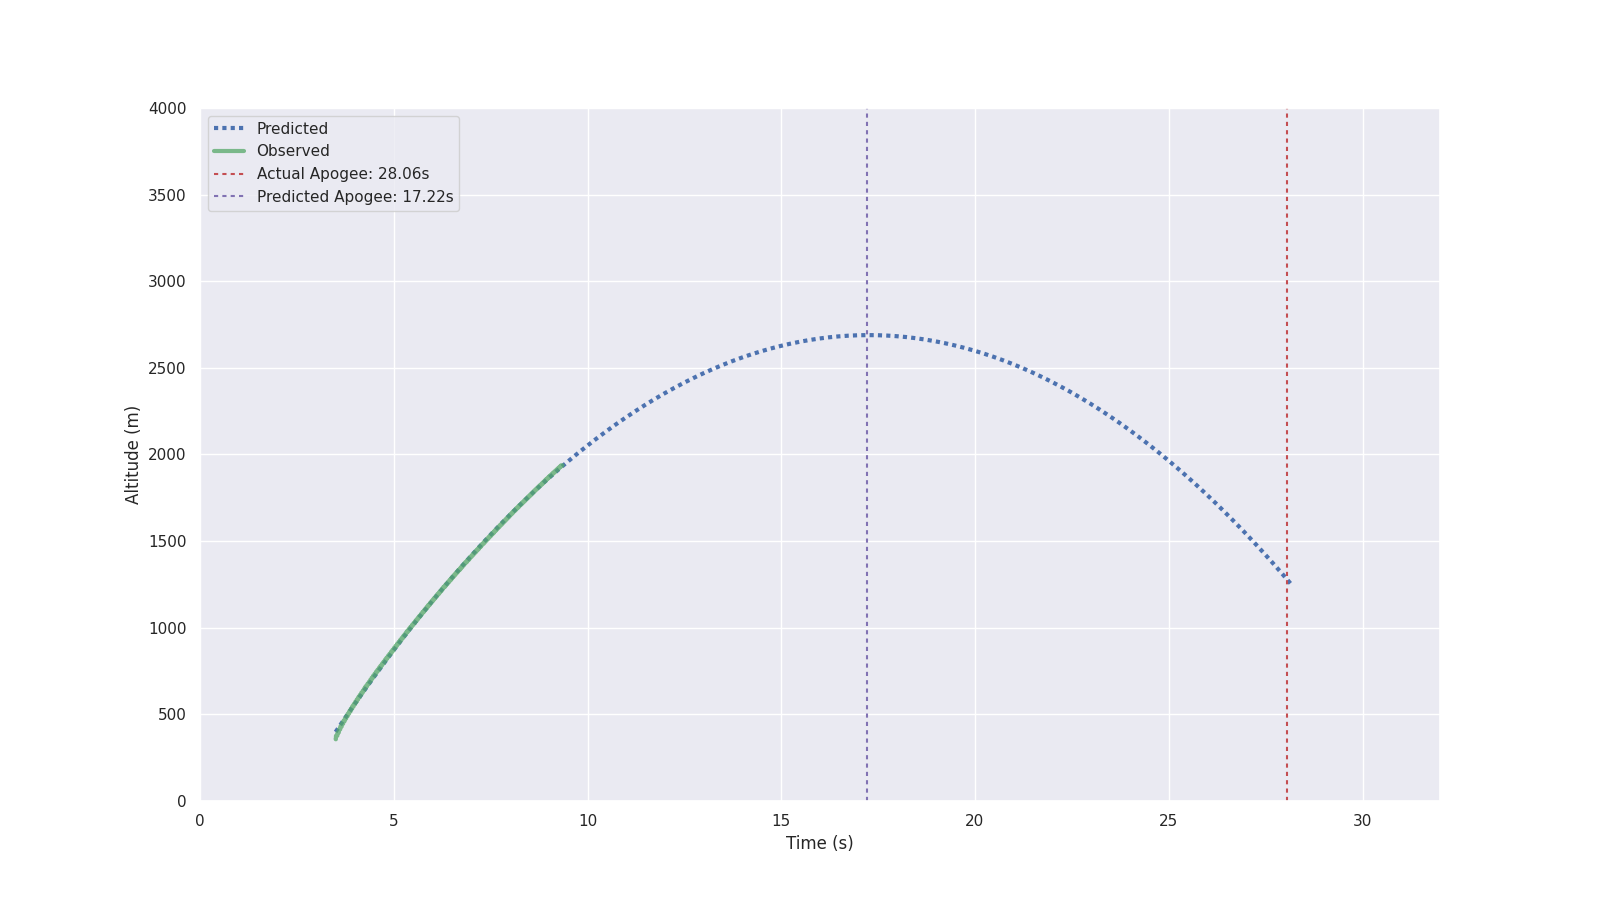 4000
3500
3000
2500
2000
1500
1000
500
0
Altitude (m)
Predicted
Observed
Actual Apogee: 28.06s
Predicted Apogee: 17.22s
0 5 10 15 20 25 30
Time (s)